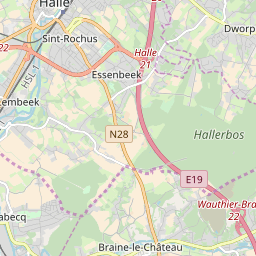 Halle
Dworp
Sint-Rochus
22
Halle
21
Essenbeek
HSL 1
Lembeek
N28
Hallerbos
E19
Wauthier-Bra
22
abecq
Braine-le-Château